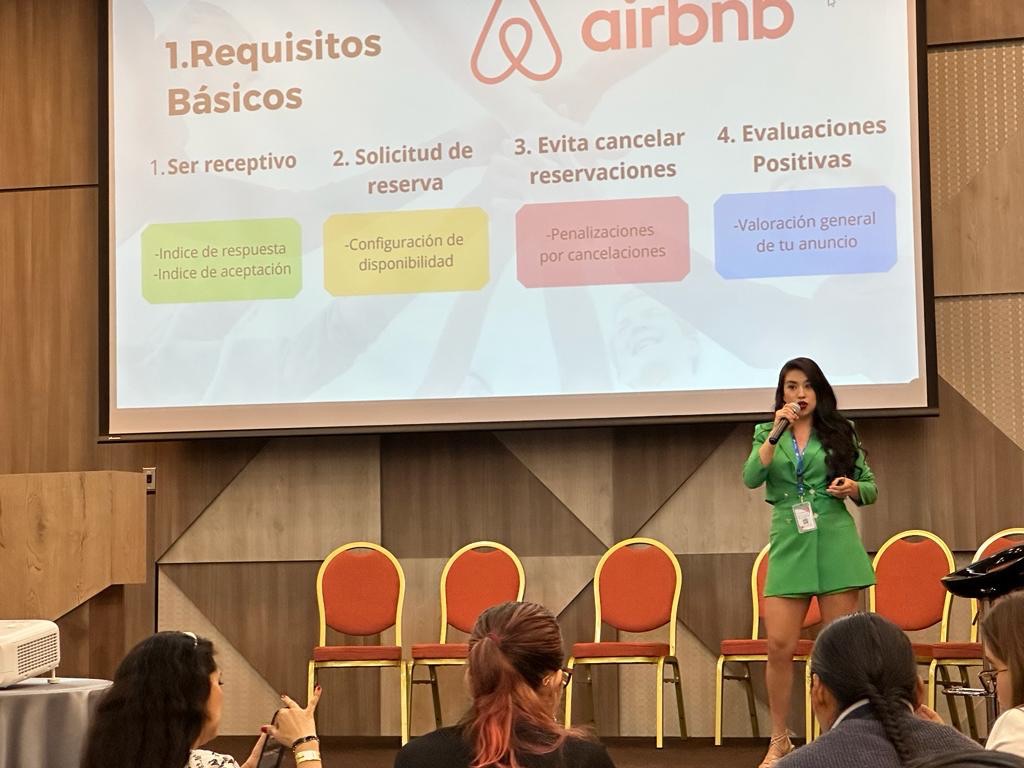 airbnb
1.Requisitos
Básicos
1.Ser receptivo
2. Solicitud de
reserva
3. Evita cancelar
reservaciones
4. Evaluaciones
Positivas
-Indice de respuesta
-Indice de aceptación
-Configuración de
disponibilidad
-Penalizaciones
por cancelaciones
-Valoración general
de tu anuncio